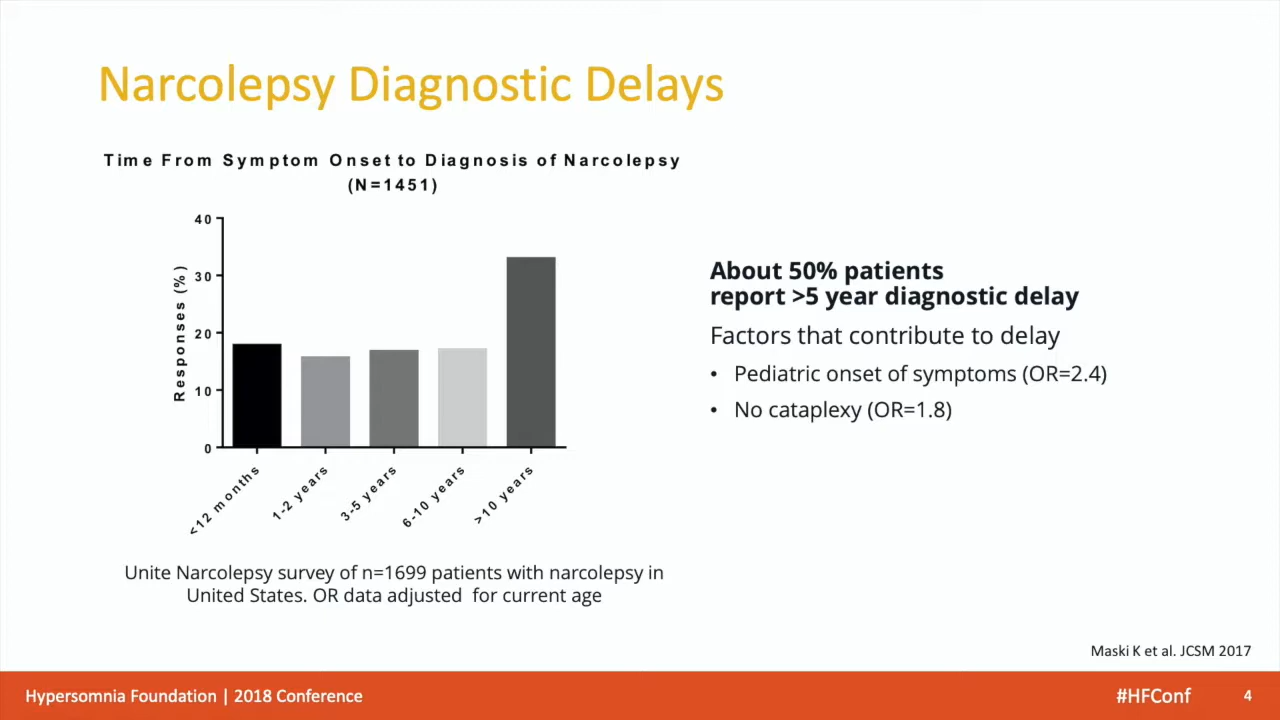 Narcolepsy Diagnostic Delays
Time From Symptom Onset to Diagnosis of Narcolepsy
(N=1451)
Responses (%)
40
30
20
10
0
<12 months
1-2 years
3-5 years
6-10 years
>10 years
Unite Narcolepsy survey of n=1699 patients with narcolepsy in
United States. OR data adjusted for current age
About 50% patients
report >5 year diagnostic delay
Factors that contribute to delay
• Pediatric onset of symptoms (OR=2.4)
• No cataplexy (OR=1.8)
Maski K et al. JCSM 2017
Hypersomnia Foundation | 2018 Conference
#HFConf
4